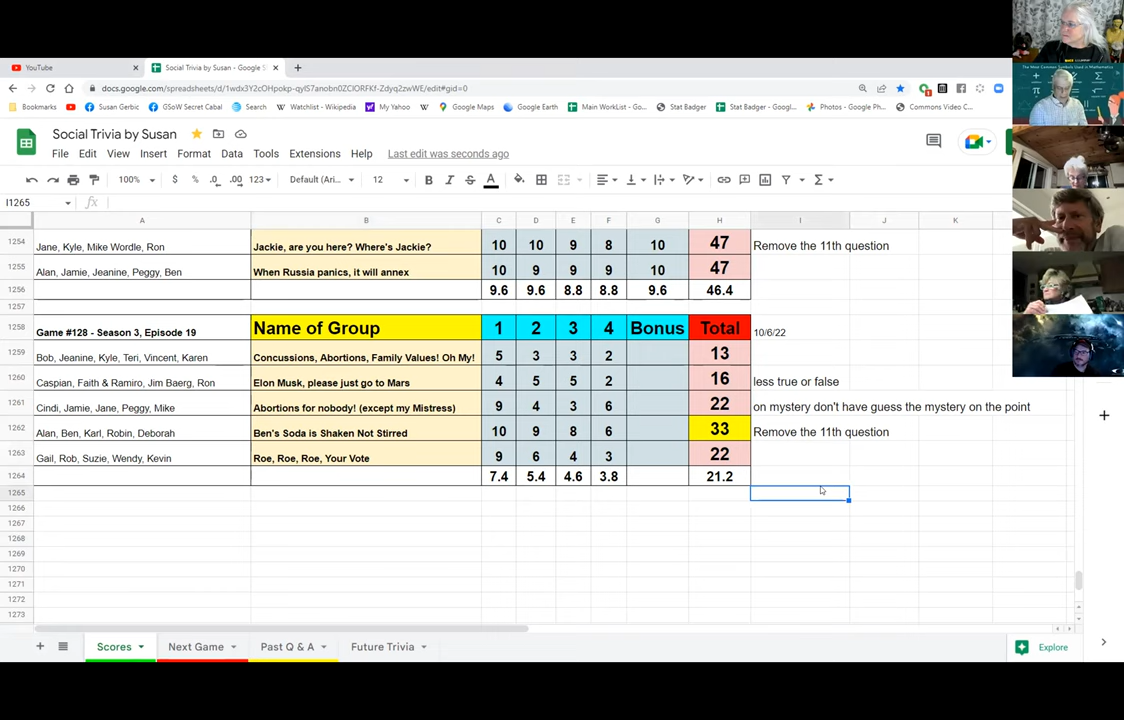 The Most Common Symbols Used in Mathematics
YouTube
Social Trivia by Susan - Google S
docs.google.com/spreadsheets/d/1wdx3Y2cOHpokp-qyIS7anobn0ZCIORFKf-Zdyq2zwWE/edit#gid=0
Bookmarks Susan Gerbic GSoW Secret Cabal Search Watchlist - Wikipedia My Yahoo Google Maps Google Earth Main WorkList - Go... Stat Badger Stat Badger - Googl... Photos - Google Ph... Commons Video C...
Social Trivia by Susan
File Edit View Insert Format Data Tools Extensions Help Last edit was seconds ago
100% $ % .0 .00 123 Default (Ari... 12 B I S A
I1265 fx
A B C D E F G H I J K
1254 Jane, Kyle, Mike Wordle, Ron Jackie, are you here? Where's Jackie? 10 10 9 8 10 47 Remove the 11th question
1255 Alan, Jamie, Jeanine, Peggy, Ben When Russia panics, it will annex 10 9 9 9 10 47
1256 9.6 9.6 8.8 8.8 9.6 46.4
1257
1258 Game #128 - Season 3, Episode 19 Name of Group 1 2 3 4 Bonus Total 10/6/22
1259 Bob, Jeanine, Kyle, Teri, Vincent, Karen Concussions, Abortions, Family Values! Oh My! 5 3 3 2 13
1260 Caspian, Faith & Ramiro, Jim Baerg, Ron Elon Musk, please just go to Mars 4 5 5 2 16 less true or false
1261 Cindi, Jamie, Jane, Peggy, Mike Abortions for nobody! (except my Mistress) 9 4 3 6 22 on mystery don't have guess the mystery on the point
1262 Alan, Ben, Karl, Robin, Deborah Ben's Soda is Shaken Not Stirred 10 9 8 6 33 Remove the 11th question
1263 Gail, Rob, Suzie, Wendy, Kevin Roe, Roe, Roe, Your Vote 9 6 4 3 22
1264 7.4 5.4 4.6 3.8 21.2
1265
1266
1267
1268
1269
1270
1271
1272
1273
Scores Next Game Past Q & A Future Trivia Explore